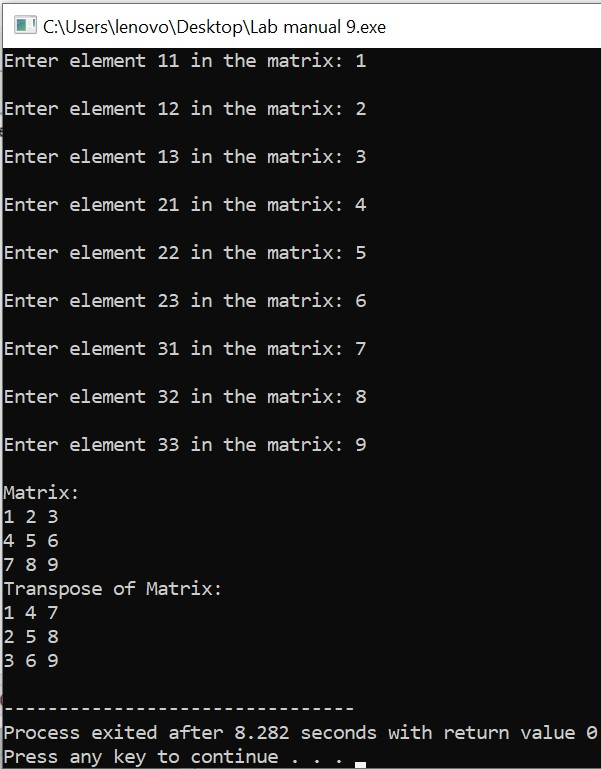 C:\Users\lenovo\Desktop\Lab manual 9.exe
Enter element 11 in the matrix: 1
Enter element 12 in the matrix: 2
Enter element 13 in the matrix: 3
Enter element 21 in the matrix: 4
Enter element 22 in the matrix: 5
Enter element 23 in the matrix: 6
Enter element 31 in the matrix: 7
Enter element 32 in the matrix: 8
Enter element 33 in the matrix: 9
Matrix:
1 2 3
4 5 6
7 8 9
Transpose of Matrix:
1 4 7
2 5 8
3 6 9
--------------------------------
Process exited after 8.282 seconds with return value 0
Press any key to continue . . .